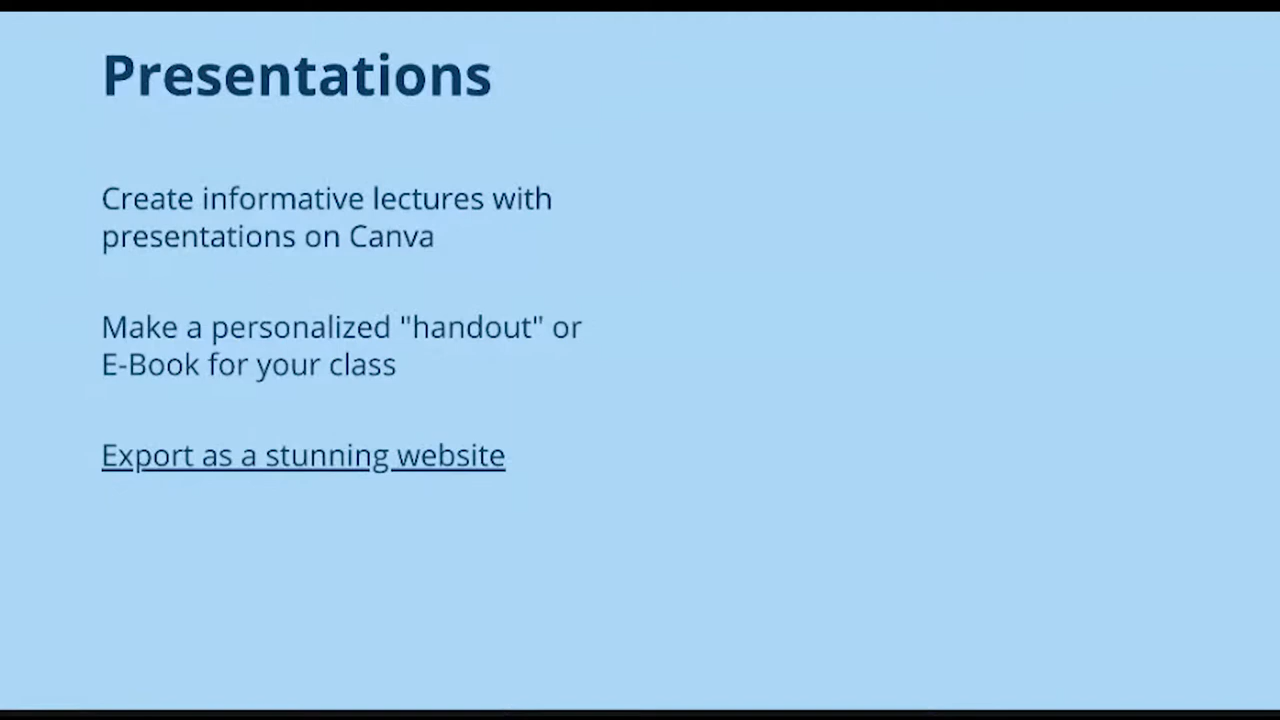 Presentations
Create informative lectures with
presentations on Canva
Make a personalized "handout" or
E-Book for your class
Export as a stunning website